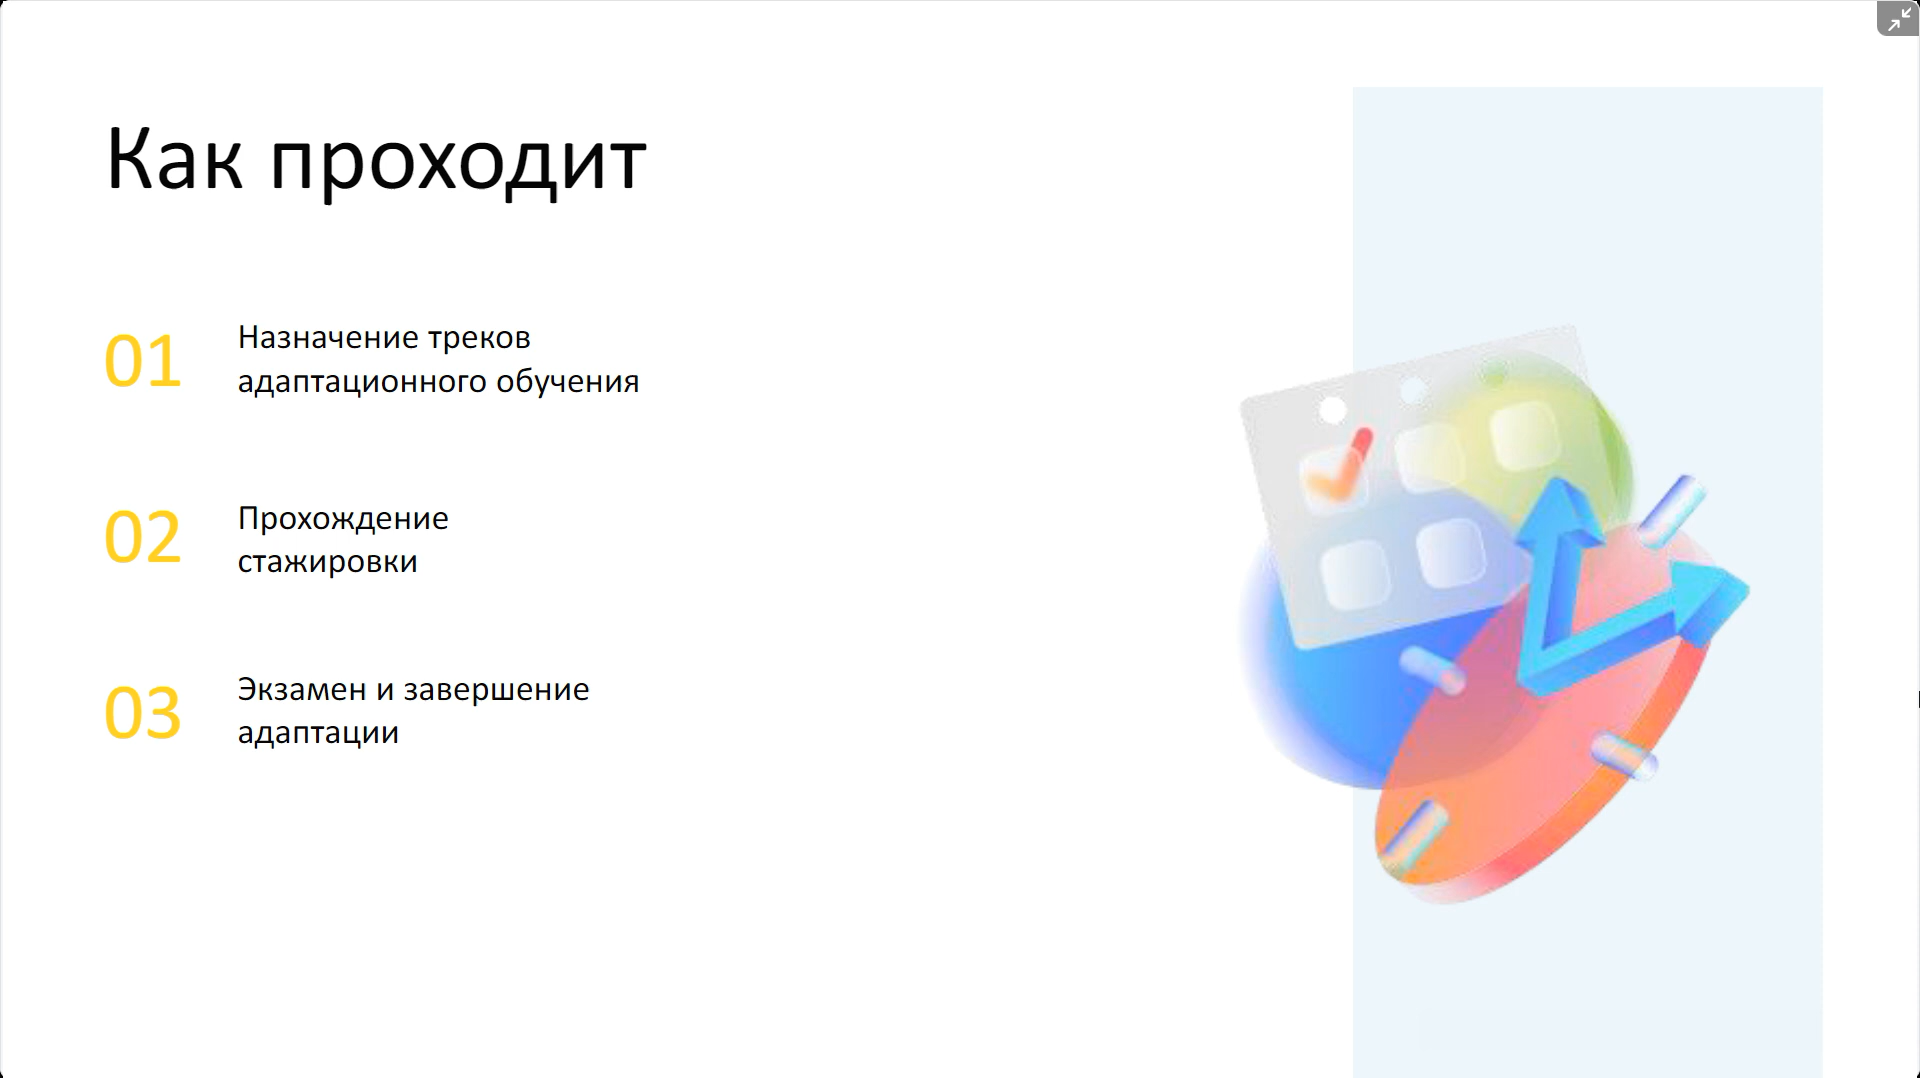 Как проходит
01
Назначение треков
адаптационного обучения
02
Прохождение
стажировки
03
Экзамен и завершение
адаптации